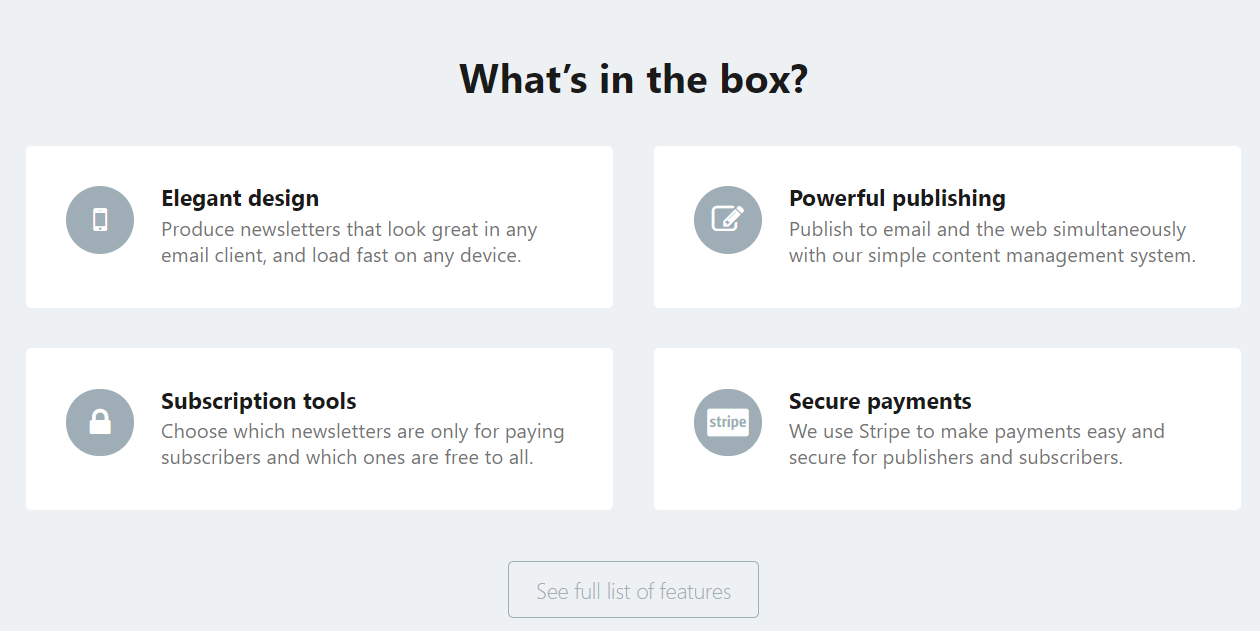 What’s in the box?
Elegant design
Produce newsletters that look great in any
email client, and load fast on any device.
Powerful publishing
Publish to email and the web simultaneously
with our simple content management system.
Subscription tools
Choose which newsletters are only for paying
subscribers and which ones are free to all.
stripe
Secure payments
We use Stripe to make payments easy and
secure for publishers and subscribers.
See full list of features